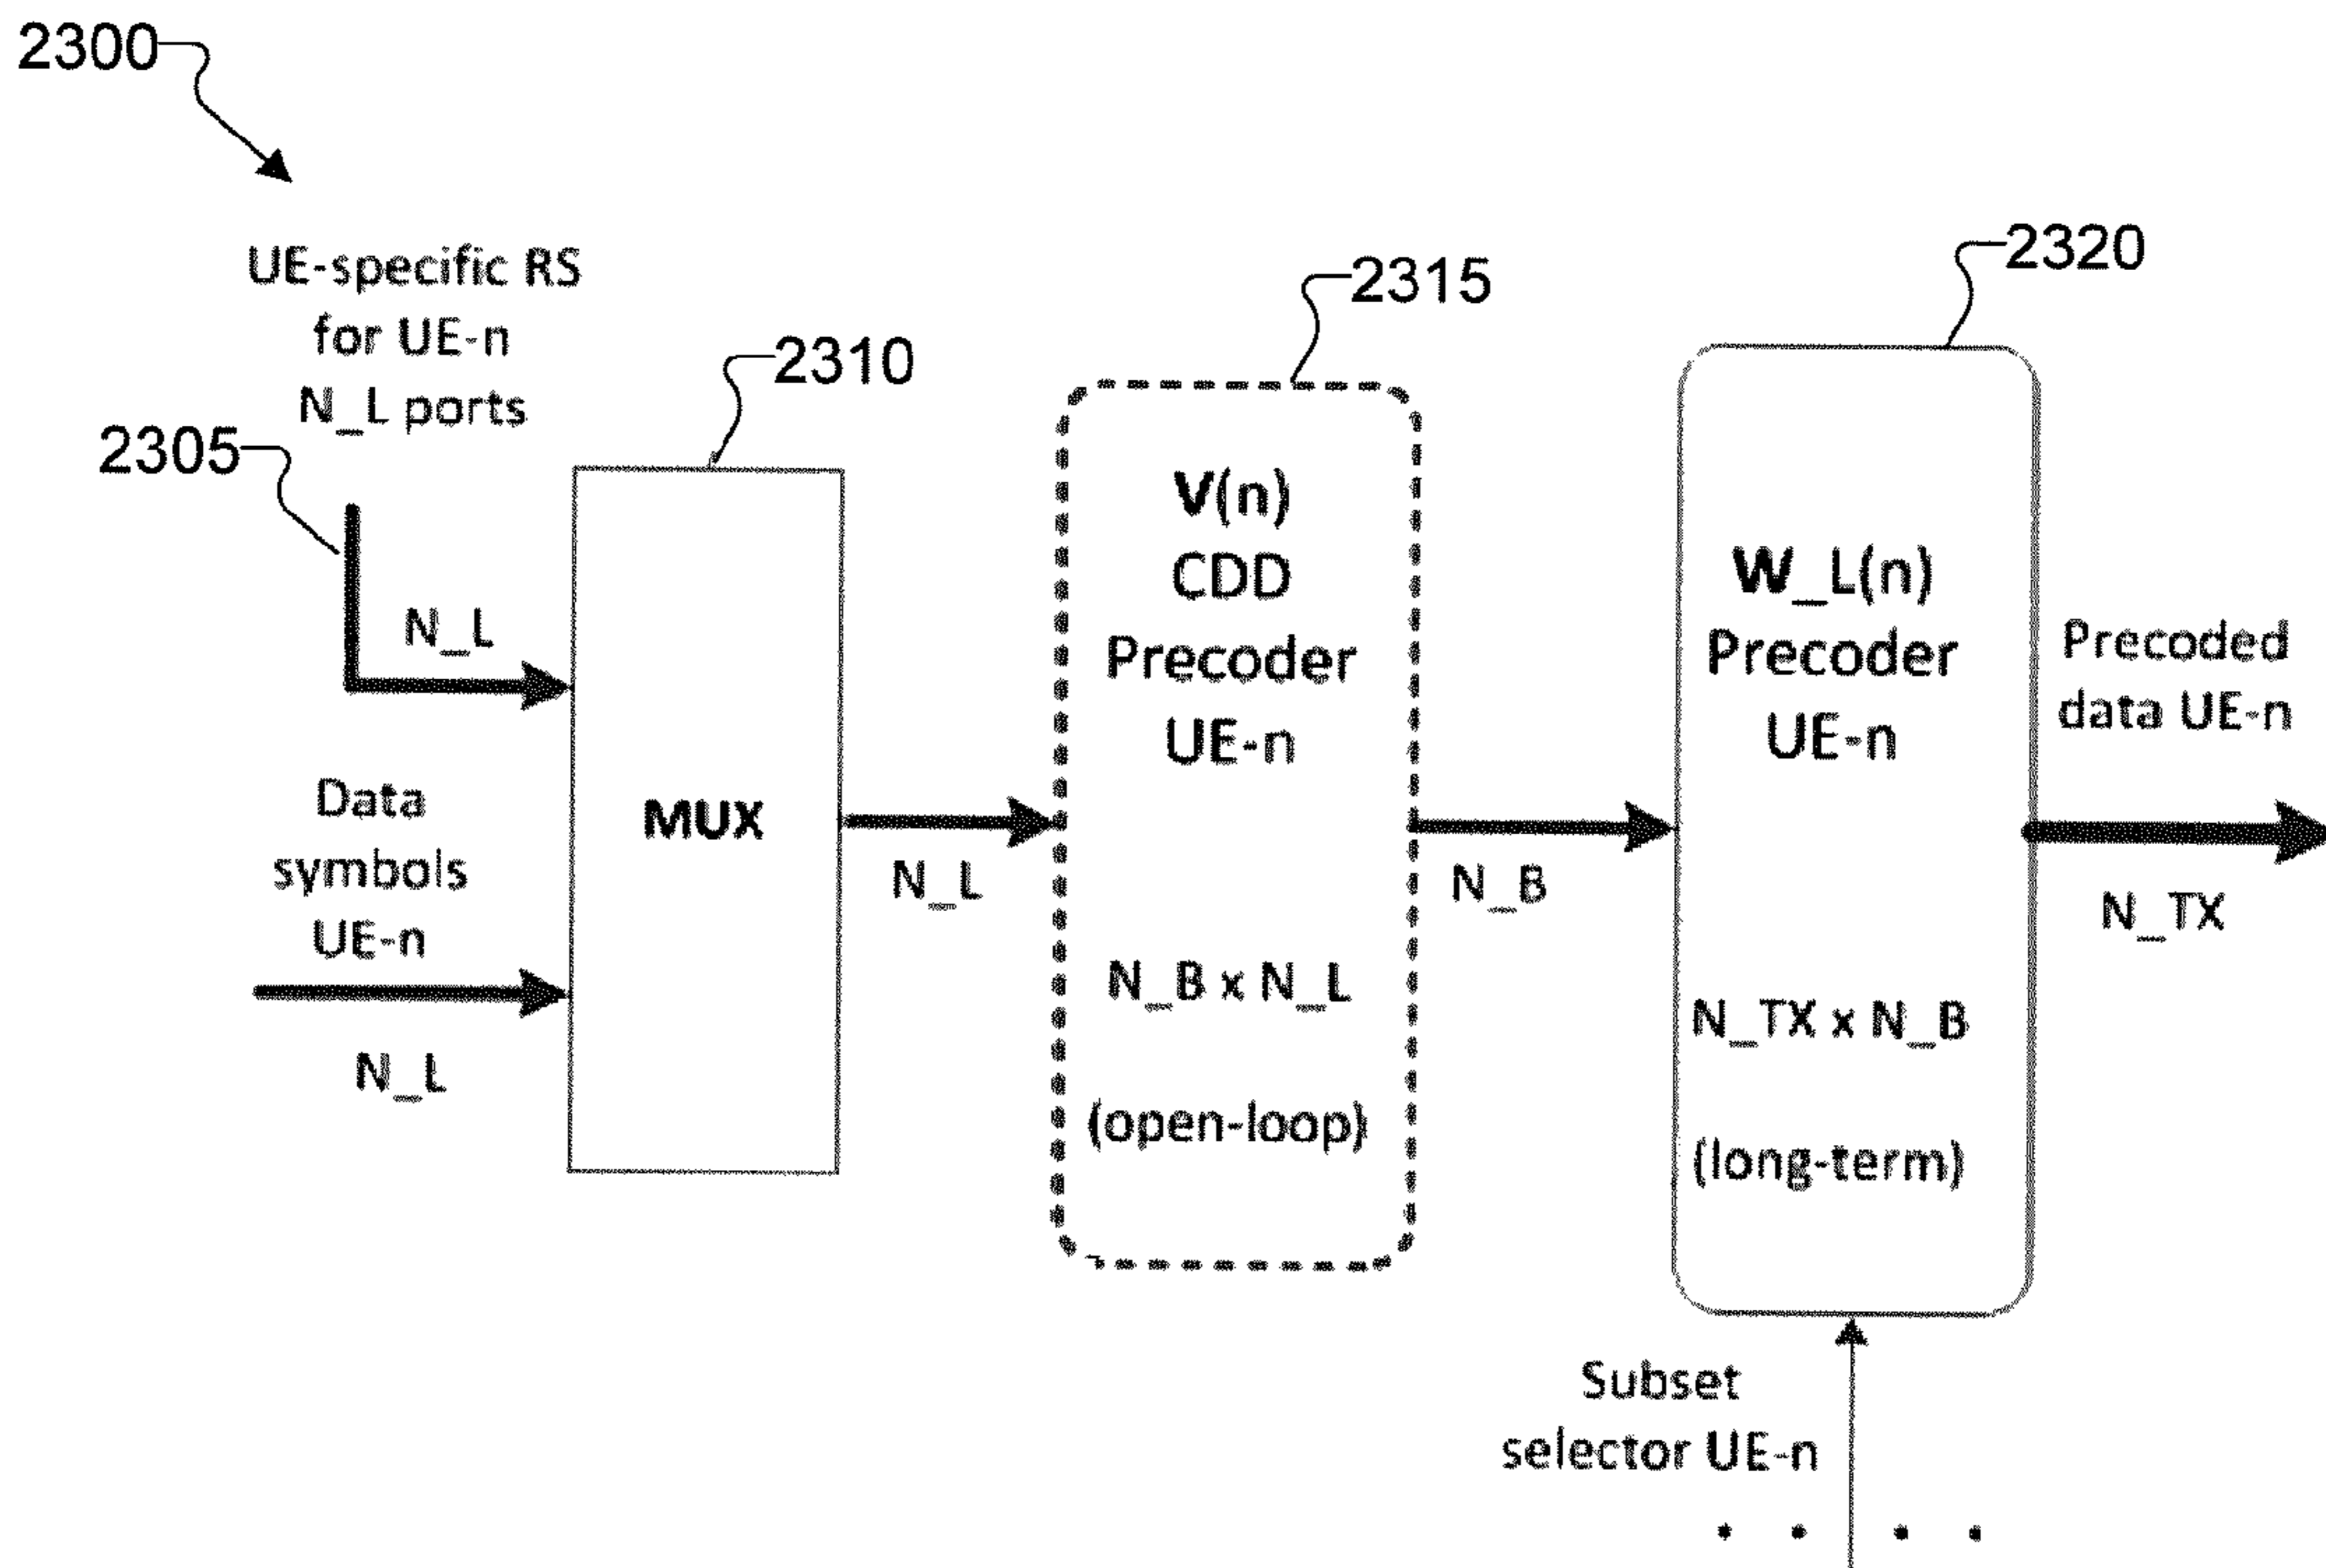 2300
UE-specific RS
for UE-n
N_L ports
2305
N_L
Data
symbols
UE-n
N_L
2310
MUX
N_L
2315
V(n)
CDD
Precoder
UE-n
N_B x N_L
(open-loop)
N_B
2320
W_L(n)
Precoder
UE-n
N_TX x N_B
(long-term)
Precoded
data UE-n
N_TX
Subset
selector UE-n